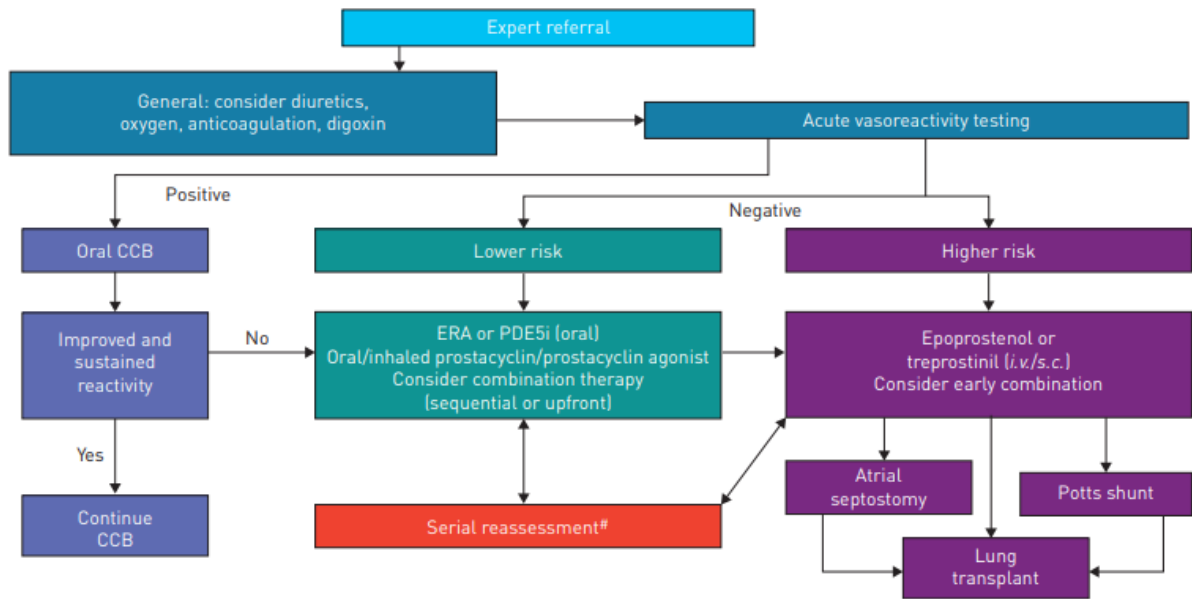 Expert referral
General: consider diuretics,
oxygen, anticoagulation, digoxin
Acute vasoreactivity testing
Positive
Negative
Oral CCB
Lower risk
Higher risk
Improved and
sustained
reactivity
No
ERA or PDE5i (oral)
Oral/inhaled prostacyclin/prostacyclin agonist
Consider combination therapy
(sequential or upfront)
Epoprostenol or
treprostinil (i.v./s.c.)
Consider early combination
Yes
Atrial
septostomy
Potts shunt
Continue
CCB
Serial reassessment#
Lung
transplant